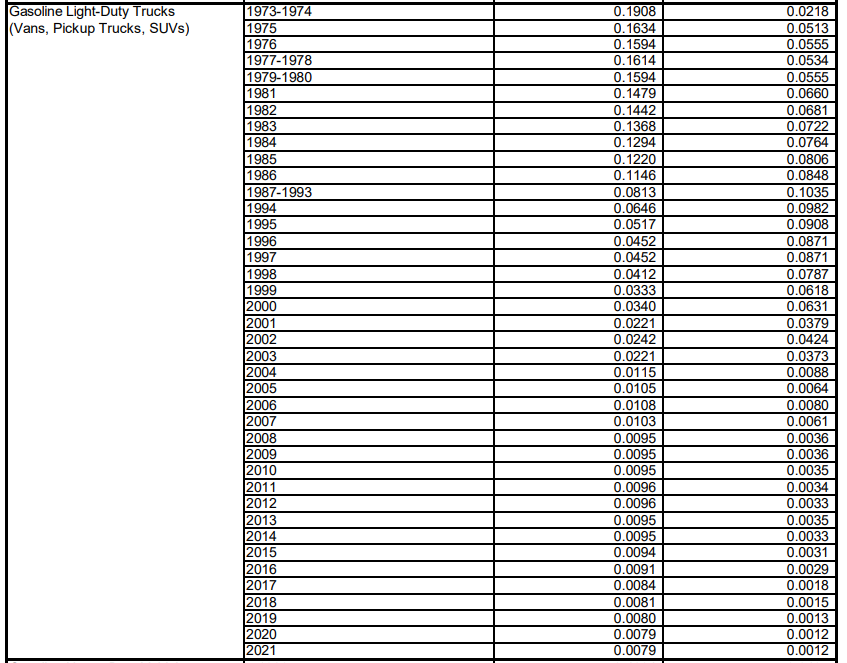 Gasoline Light-Duty Trucks 1973-1974 0.1908 0.0218
(Vans, Pickup Trucks, SUVs) 1975 0.1634 0.0513
1976 0.1594 0.0555
1977-1978 0.1614 0.0534
1979-1980 0.1594 0.0555
1981 0.1479 0.0660
1982 0.1442 0.0681
1983 0.1368 0.0722
1984 0.1294 0.0764
1985 0.1220 0.0806
1986 0.1146 0.0848
1987-1993 0.0813 0.1035
1994 0.0646 0.0982
1995 0.0517 0.0908
1996 0.0452 0.0871
1997 0.0452 0.0871
1998 0.0412 0.0787
1999 0.0333 0.0618
2000 0.0340 0.0631
2001 0.0221 0.0379
2002 0.0242 0.0424
2003 0.0221 0.0373
2004 0.0115 0.0088
2005 0.0105 0.0064
2006 0.0108 0.0080
2007 0.0103 0.0061
2008 0.0095 0.0036
2009 0.0095 0.0036
2010 0.0095 0.0035
2011 0.0096 0.0034
2012 0.0096 0.0033
2013 0.0095 0.0035
2014 0.0095 0.0033
2015 0.0094 0.0031
2016 0.0091 0.0029
2017 0.0084 0.0018
2018 0.0081 0.0015
2019 0.0080 0.0013
2020 0.0079 0.0012
2021 0.0079 0.0012